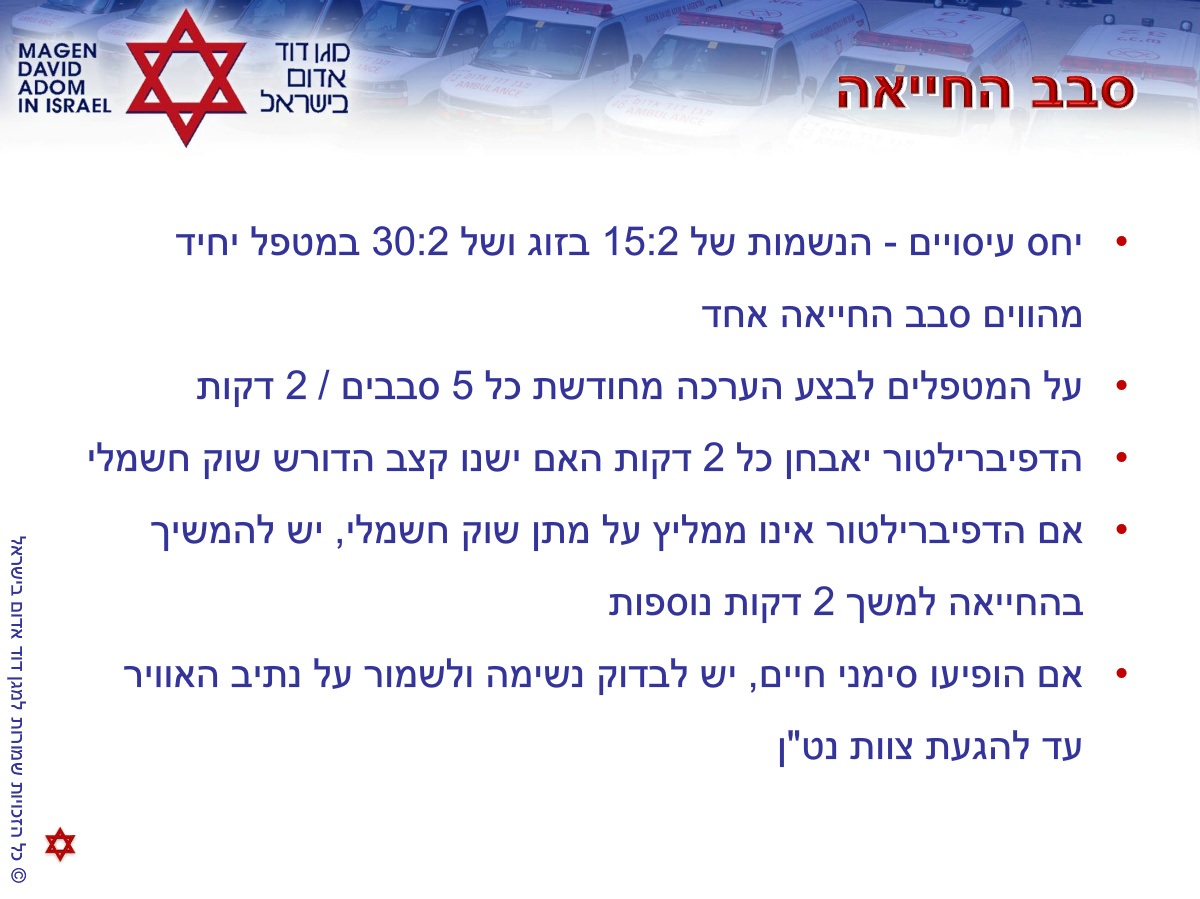 MAGEN
DAVID
ADOM
IN ISRAEL
מגן דוד
אדום
בישראל
סבב החייאה
• יחס עיסויים - הנשמות של 15:2 בזוג ושל 30:2 במטפל יחיד
מהווים סבב החייאה אחד
• על המטפלים לבצע הערכה מחודשת כל 5 סבבים / 2 דקות
• הדפיברילטור יאבחן כל 2 דקות האם ישנו קצב הדורש שוק חשמלי
• אם הדפיברילטור אינו ממליץ על מתן שוק חשמלי, יש להמשיך
בהחייאה למשך 2 דקות נוספות
• אם הופיעו סימני חיים, יש לבדוק נשימה ולשמור על נתיב האוויר
עד להגעת צוות נט"ן
© כל הזכויות שמורות למגן דוד אדום בישראל